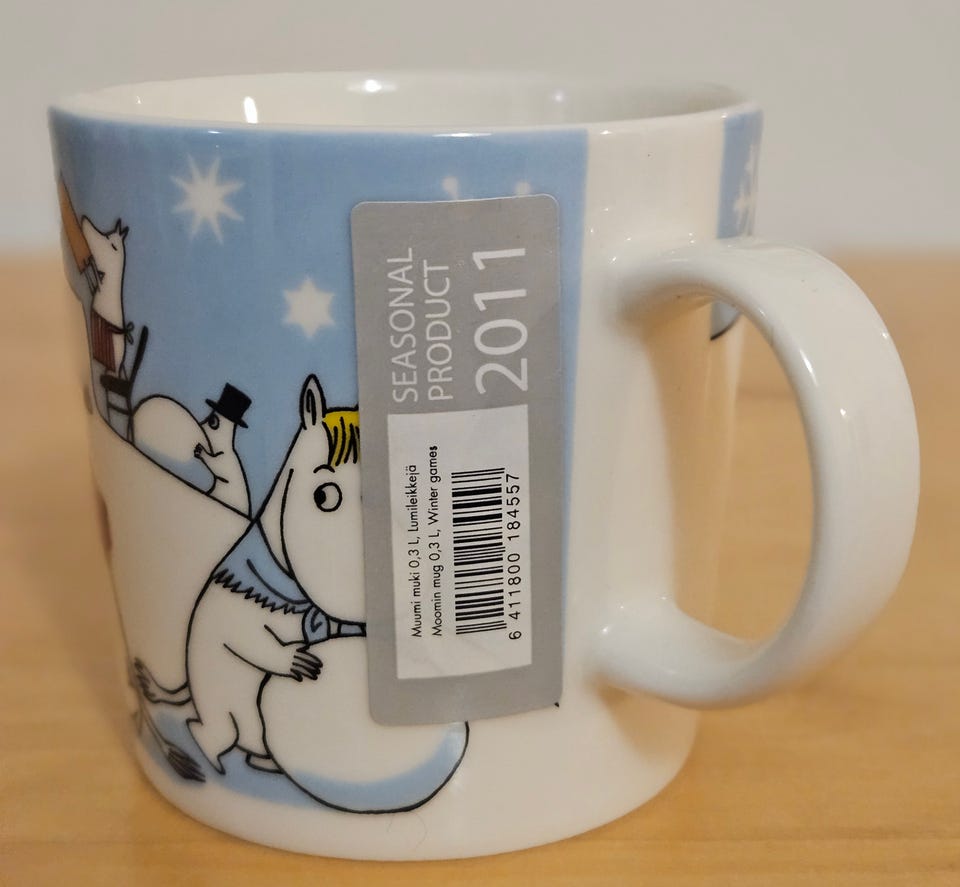 SEASONAL
PRODUCT
2011
Muumi muki 0,3 L, Lumileikkejä
Moomin mug 0,3 L, Winter games
6 411800 184557